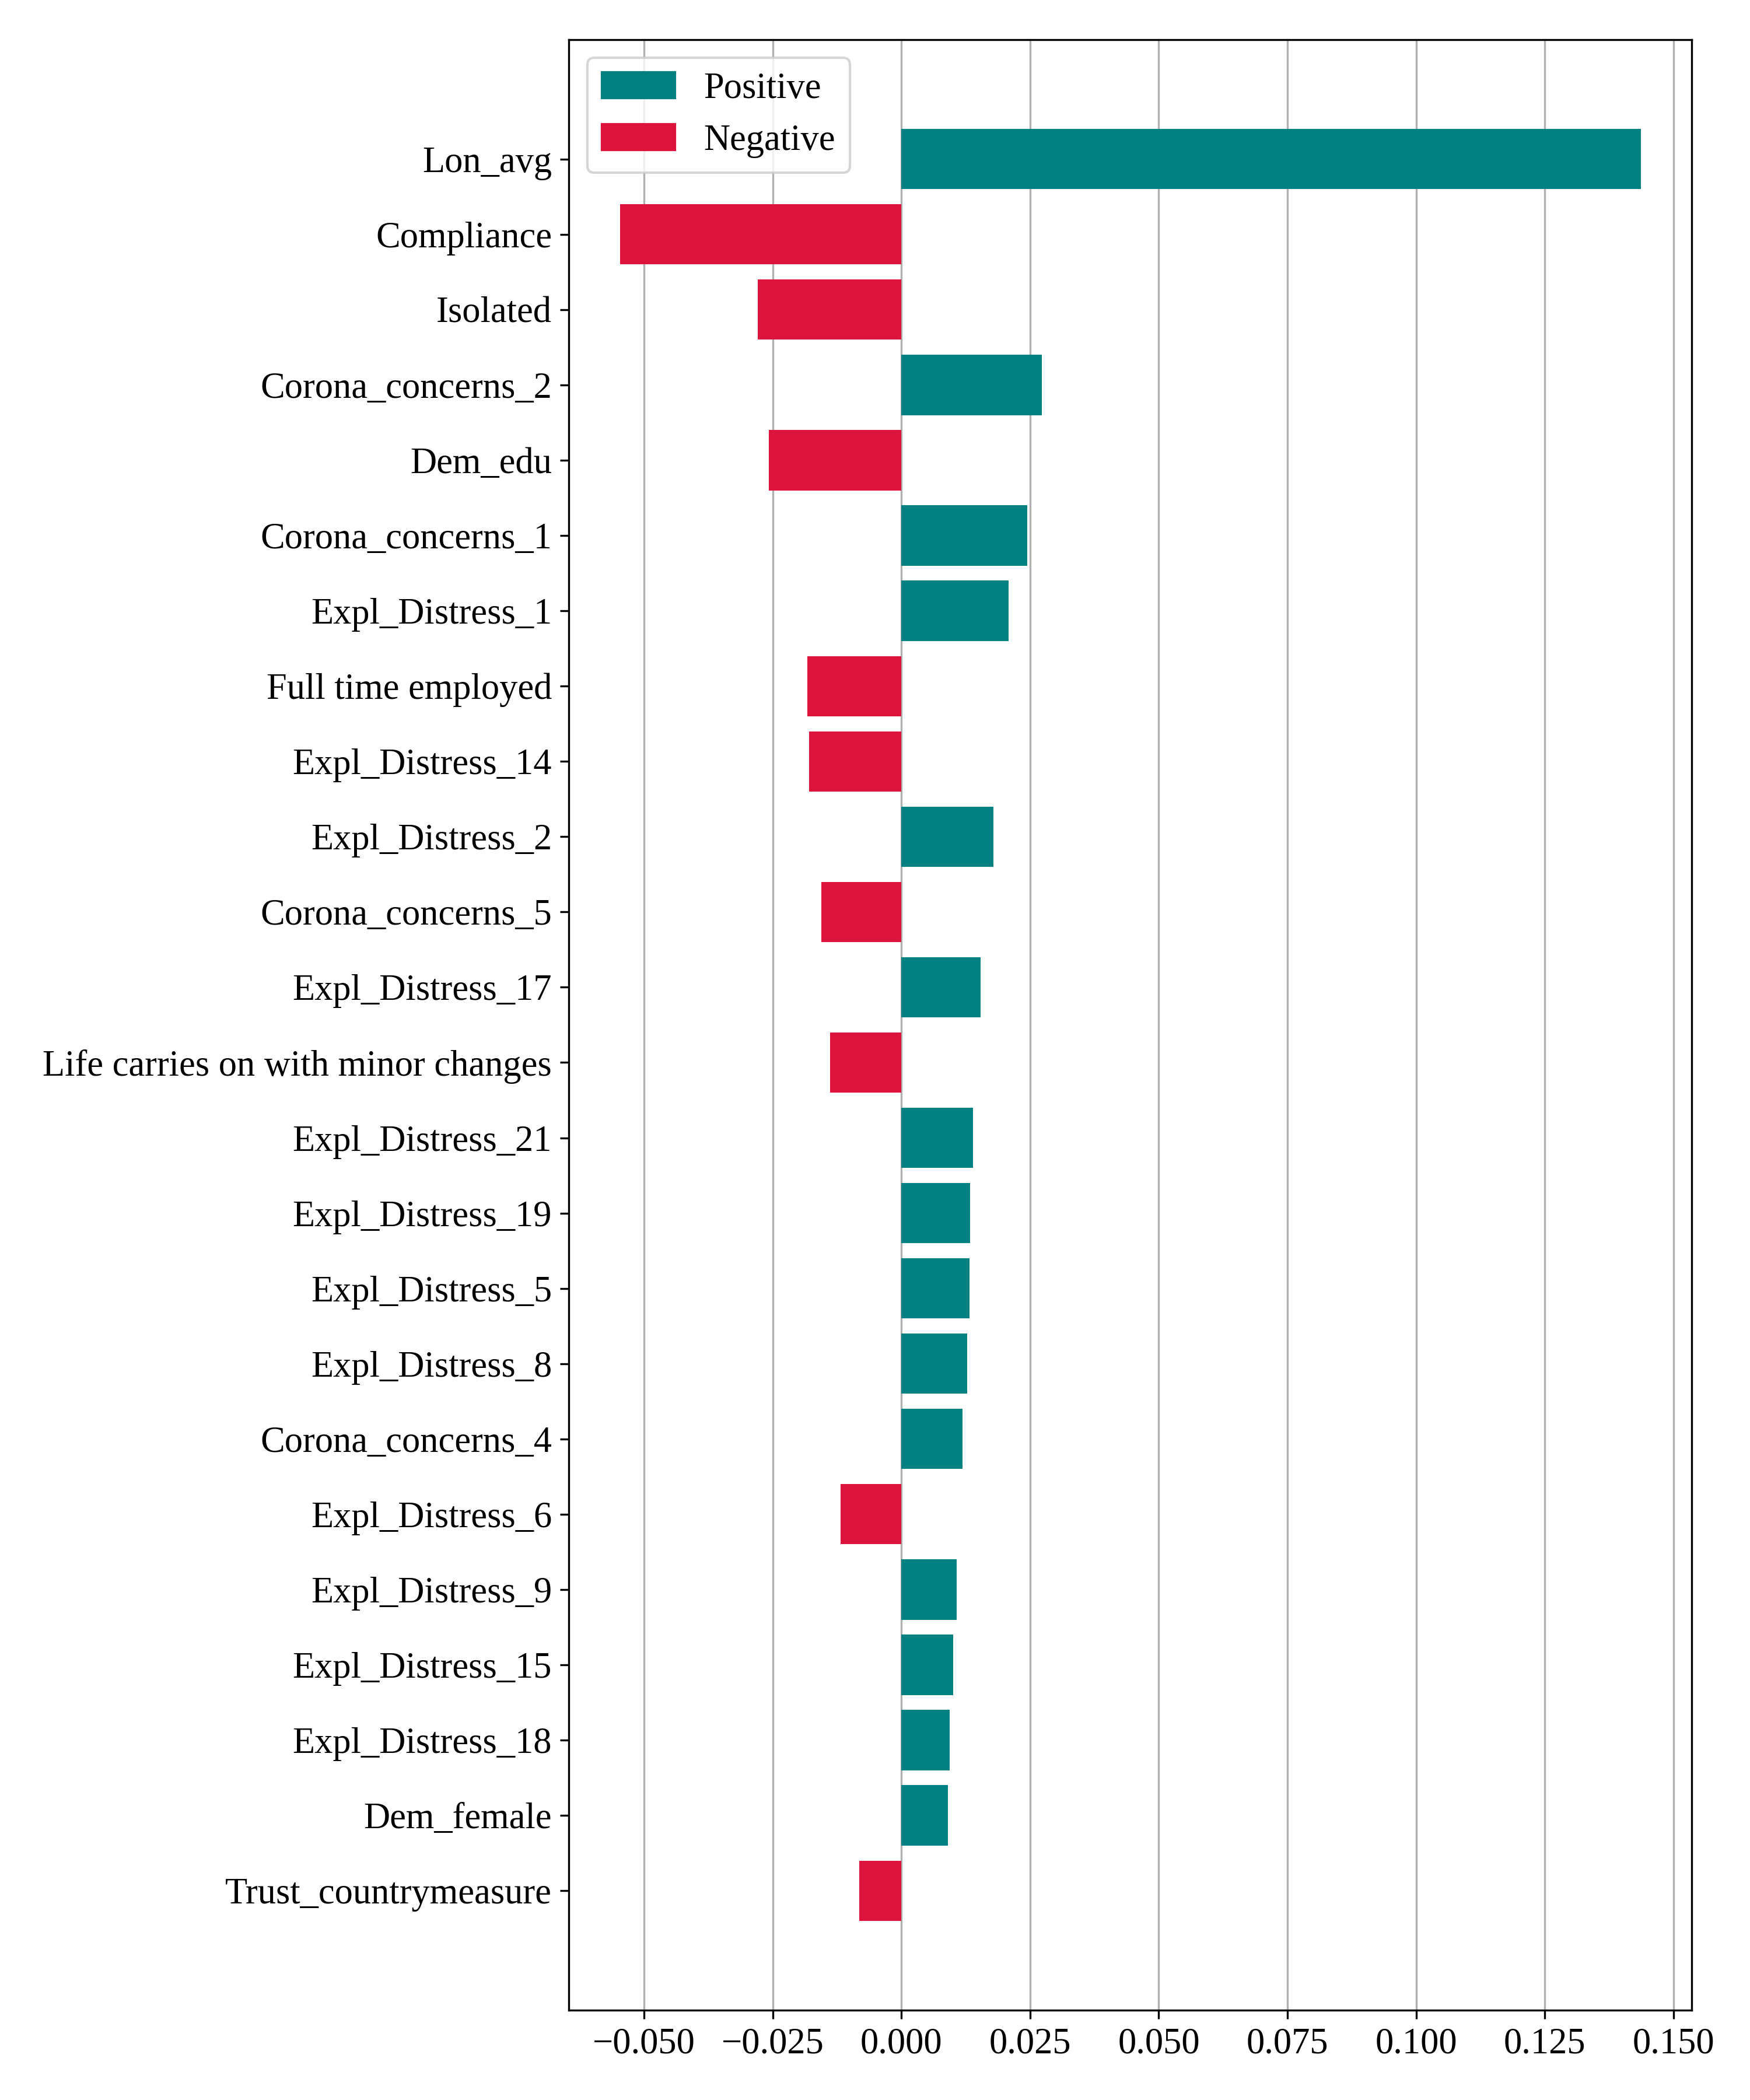 Positive
Negative
Lon_avg
Compliance
Isolated
Corona_concerns_2
Dem_edu
Corona_concerns_1
Expl_Distress_1
Full time employed
Expl_Distress_14
Expl_Distress_2
Corona_concerns_5
Expl_Distress_17
Life carries on with minor changes
Expl_Distress_21
Expl_Distress_19
Expl_Distress_5
Expl_Distress_8
Corona_concerns_4
Expl_Distress_6
Expl_Distress_9
Expl_Distress_15
Expl_Distress_18
Dem_female
Trust_countrymeasure
−0.050 −0.025 0.000 0.025 0.050 0.075 0.100 0.125 0.150